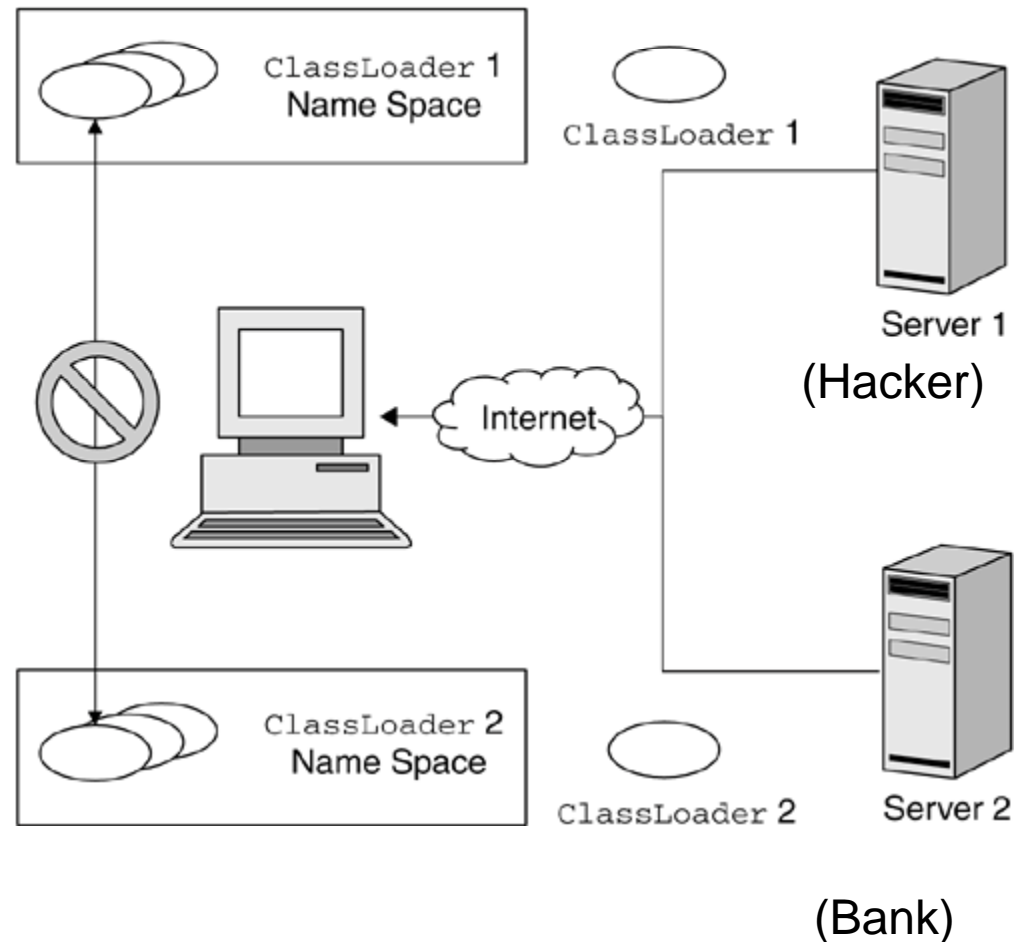 ClassLoader 1
Name Space
ClassLoader 1
Server 1
(Hacker)
Internet
ClassLoader 2
Name Space
ClassLoader 2
Server 2
(Bank)